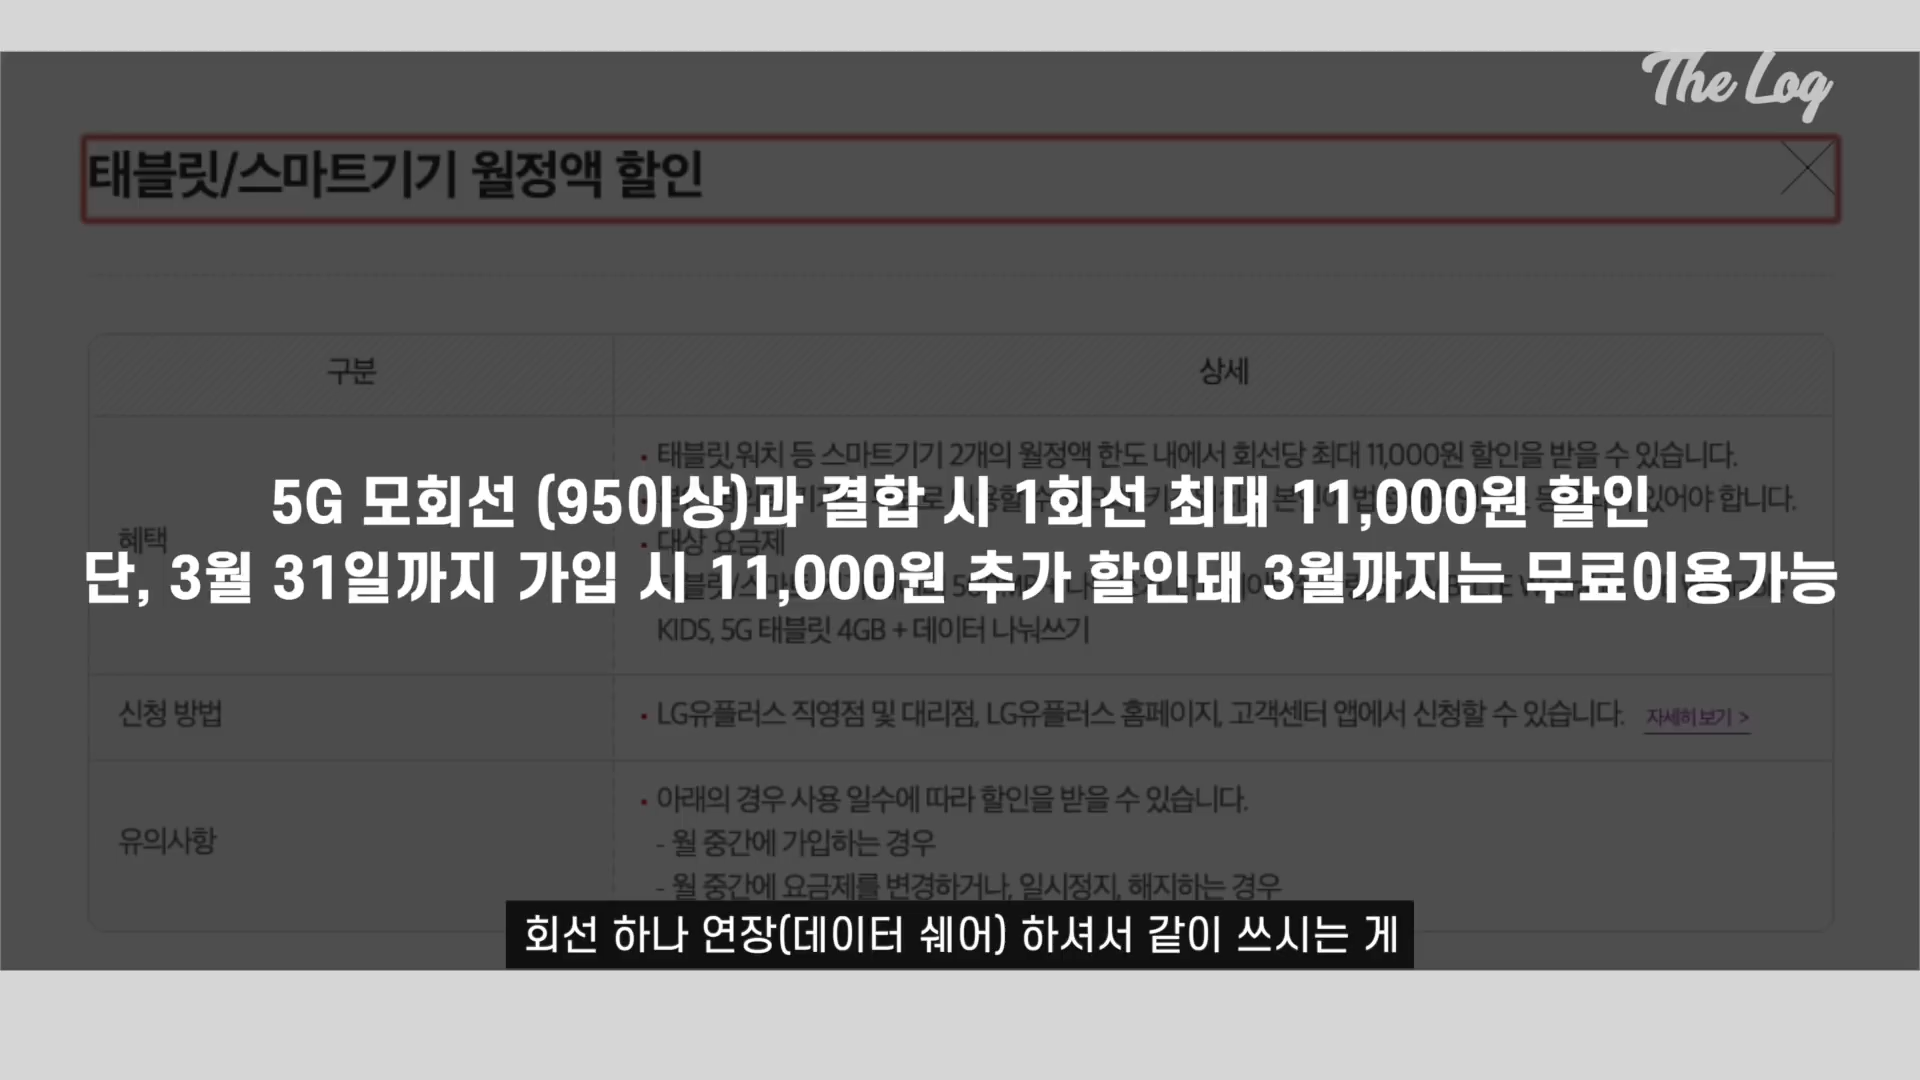 The Log
태블릿/스마트기기 월정액 할인
구분
상세
• 태블릿,워치 등 스마트기기 2개의 월정액 한도 내에서 회선당 최대 11,000원 할인을 받을 수 있습니다.
5G 모회선 (95이상)과 결합 시 1회선 최대 11,000원 할인
있어야 합니다.
혜택
• 대상 요금제
단, 3월 31일까지 가입 시 11,000원 추가 할인돼 3월까지는 무료이용가능
KIDS, 5G 태블릿 4GB + 데이터 나눠쓰기
신청 방법
• LG유플러스 직영점 및 대리점, LG유플러스 홈페이지, 고객센터 앱에서 신청할 수 있습니다. 자세히 보기 >
유의사항
• 아래의 경우 사용 일수에 따라 할인을 받을 수 있습니다.
- 월 중간에 가입하는 경우
- 월 중간에 요금제를 변경하거나, 일시정지, 해지하는 경우
회선 하나 연장(데이터 쉐어) 하셔서 같이 쓰시는 게